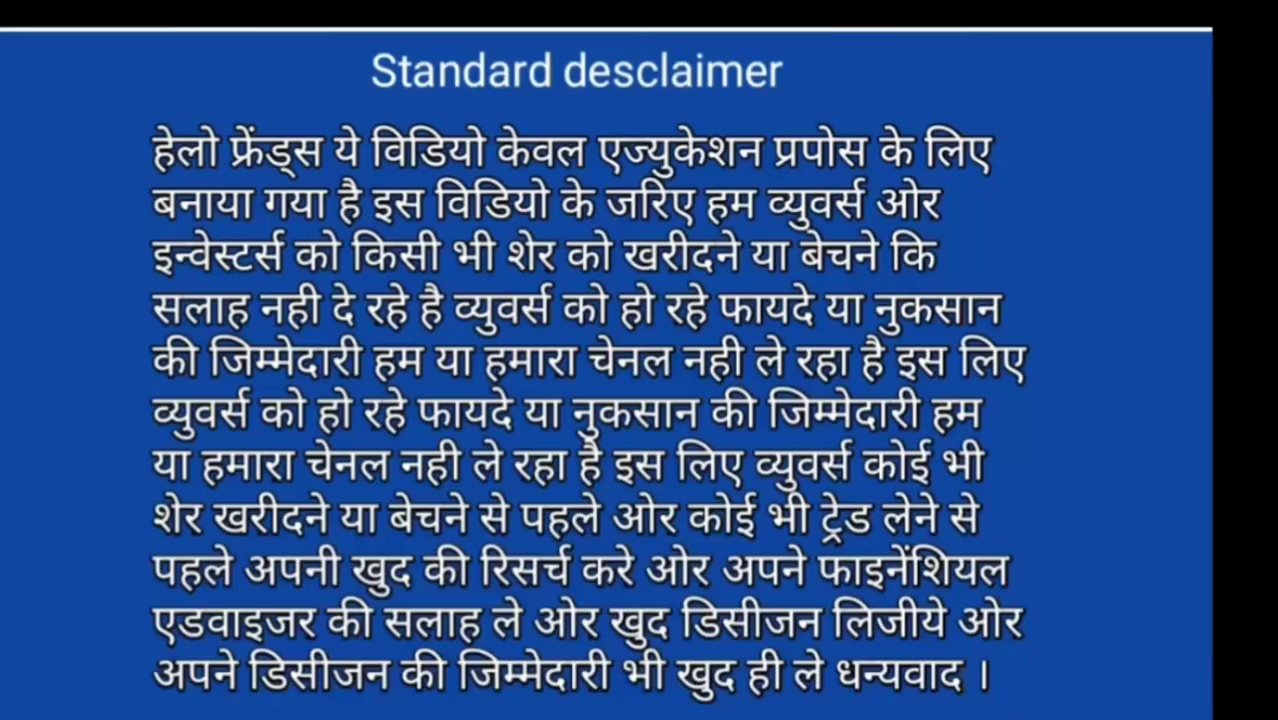 Standard desclaimer
हेलो फ्रेंड्स ये विडियो केवल एज्युकेशन प्रपोस के लिए
बनाया गया है इस विडियो के जरिए हम व्युवर्स ओर
इन्वेस्टर्स को किसी भी शेर को खरीदने या बेचने कि
सलाह नही दे रहे है व्युवर्स को हो रहे फायदे या नुकसान
की जिम्मेदारी हम या हमारा चेनल नही ले रहा है इस लिए
व्युवर्स को हो रहे फायदे या नुकसान की जिम्मेदारी हम
या हमारा चेनल नही ले रहा है इस लिए व्युवर्स कोई भी
शेर खरीदने या बेचने से पहले ओर कोई भी ट्रेड लेने से
पहले अपनी खुद की रिसर्च करे ओर अपने फाइनेंशियल
एडवाइजर की सलाह ले ओर खुद डिसीजन लिजीये ओर
अपने डिसीजन की जिम्मेदारी भी खुद ही ले धन्यवाद ।